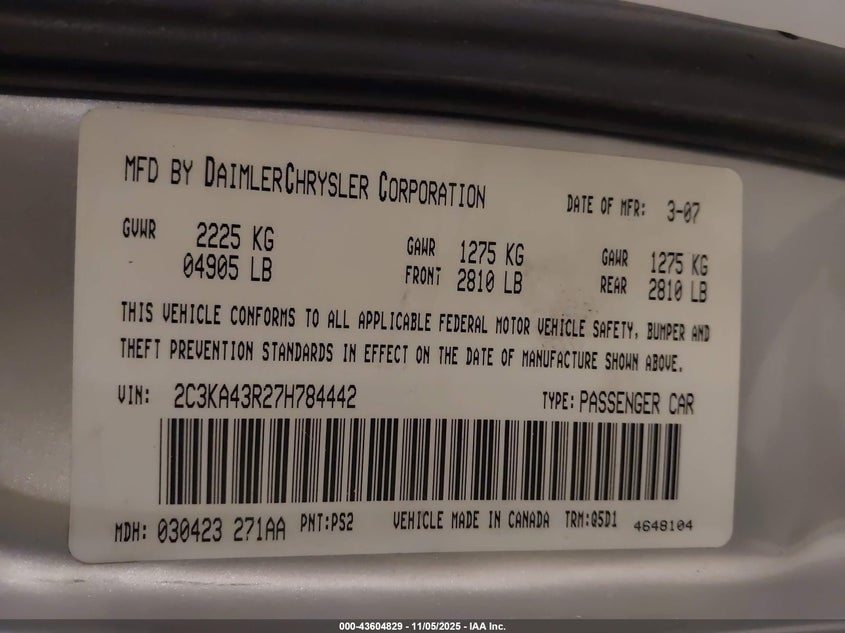 MFD BY DAIMLERCHRYSLER CORPORATION DATE OF MFR: 3-07
GVWR 2225 KG GAWR 1275 KG GAWR 1275 KG
04905 LB FRONT 2810 LB REAR 2810 LB
THIS VEHICLE CONFORMS TO ALL APPLICABLE FEDERAL MOTOR VEHICLE SAFETY, BUMPER AND
THEFT PREVENTION STANDARDS IN EFFECT ON THE DATE OF MANUFACTURE SHOWN ABOVE.
VIN: 2C3KA43R27H784442 TYPE: PASSENGER CAR
MDH: 030423 271AA PNT:PS2 VEHICLE MADE IN CANADA TRM:Q5D1 4648104
000-43604829 - 11/05/2025 - IAA Inc.